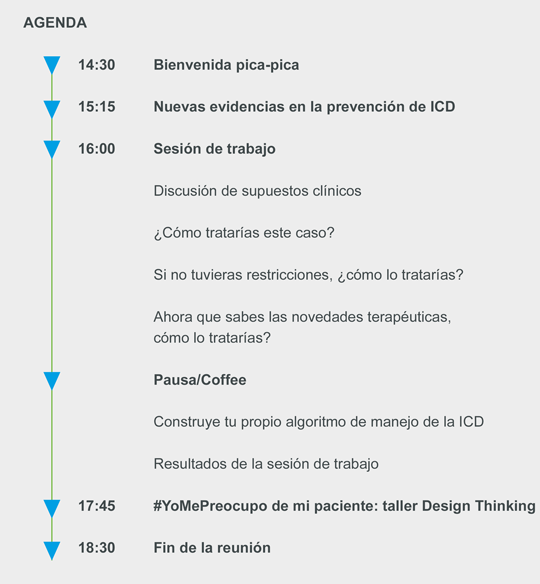 AGENDA
14:30 Bienvenida pica-pica
15:15 Nuevas evidencias en la prevención de ICD
16:00 Sesión de trabajo
Discusión de supuestos clínicos
¿Cómo tratarías este caso?
Si no tuvieras restricciones, ¿cómo lo tratarías?
Ahora que sabes las novedades terapéuticas,
cómo lo tratarías?
Pausa/Coffee
Construye tu propio algoritmo de manejo de la ICD
Resultados de la sesión de trabajo
17:45 #YoMePreocupo de mi paciente: taller Design Thinking
18:30 Fin de la reunión